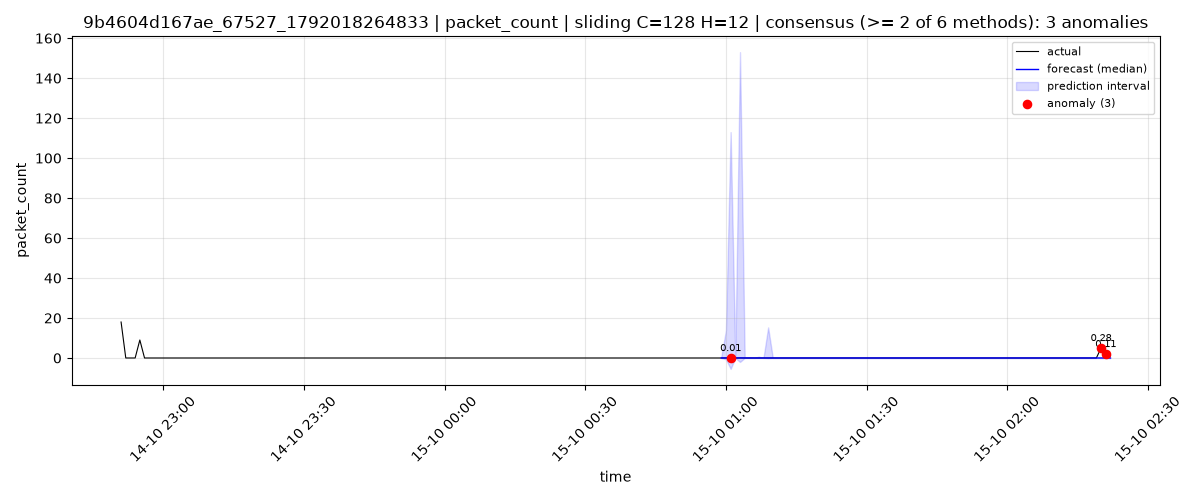 9b4604d167ae_67527_1792018264833 | packet_count | sliding C=128 H=12 | consensus (>= 2 of 6 methods): 3 anomalies
160
140
120
100
80
60
40
20
0
packet_count
actual
forecast (median)
prediction interval
anomaly (3)
0.01
0.28
0.11
14-10 23:00
14-10 23:30
15-10 00:00
15-10 00:30
15-10 01:00
15-10 01:30
15-10 02:00
15-10 02:30
time